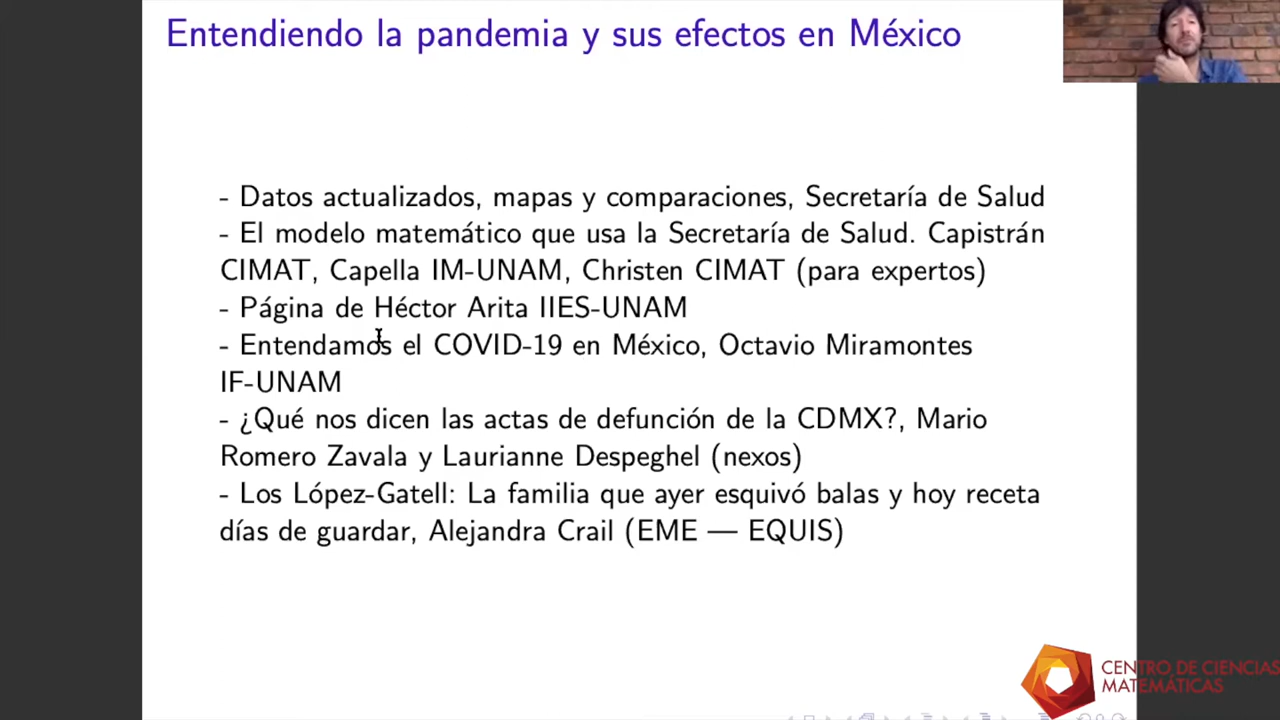 Entendiendo la pandemia y sus efectos en México
- Datos actualizados, mapas y comparaciones, Secretaría de Salud
- El modelo matemático que usa la Secretaría de Salud. Capistrán
CIMAT, Capella IM-UNAM, Christen CIMAT (para expertos)
- Página de Héctor Arita IIES-UNAM
- Entendamos el COVID-19 en México, Octavio Miramontes
IF-UNAM
- ¿Qué nos dicen las actas de defunción de la CDMX?, Mario
Romero Zavala y Laurianne Despeghel (nexos)
- Los López-Gatell: La familia que ayer esquivó balas y hoy receta
días de guardar, Alejandra Crail (EME — EQUIS)
CENTRO DE CIENCIAS
MATEMÁTICAS